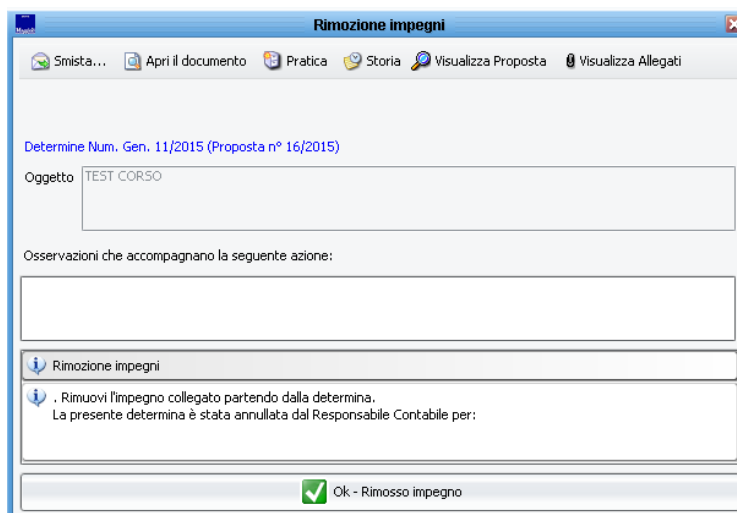 Rimozione impegni
Smista... Apri il documento Pratica Storia Visualizza Proposta Visualizza Allegati
Determine Num. Gen. 11/2015 (Proposta n° 16/2015)
Oggetto TEST CORSO
Osservazioni che accompagnano la seguente azione:
Rimozione impegni
. Rimuovi l'impegno collegato partendo dalla determina.
La presente determina è stata annullata dal Responsabile Contabile per:
Ok - Rimosso impegno